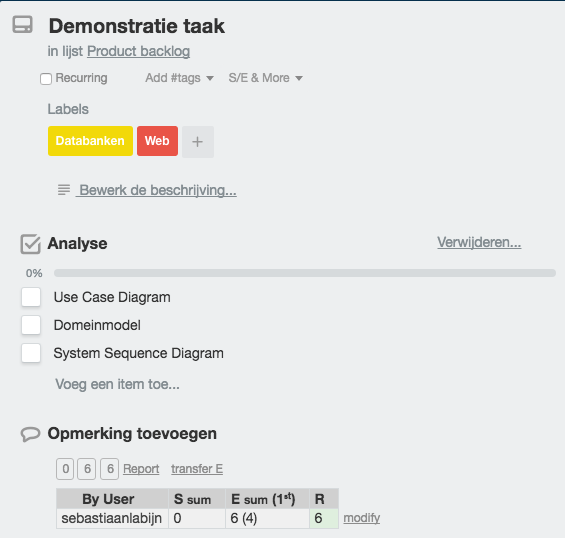 Demonstratie taak
in lijst Product backlog
Recurring Add #tags S/E & More
Labels
Databanken Web +
Bewerk de beschrijving...
Analyse Verwijderen...
0%
Use Case Diagram
Domeinmodel
System Sequence Diagram
Voeg een item toe...
Opmerking toevoegen
0 6 6 Report transfer E
By User S sum E sum (1st) R
sebastiaanlabijn 0 6 (4) 6 modify